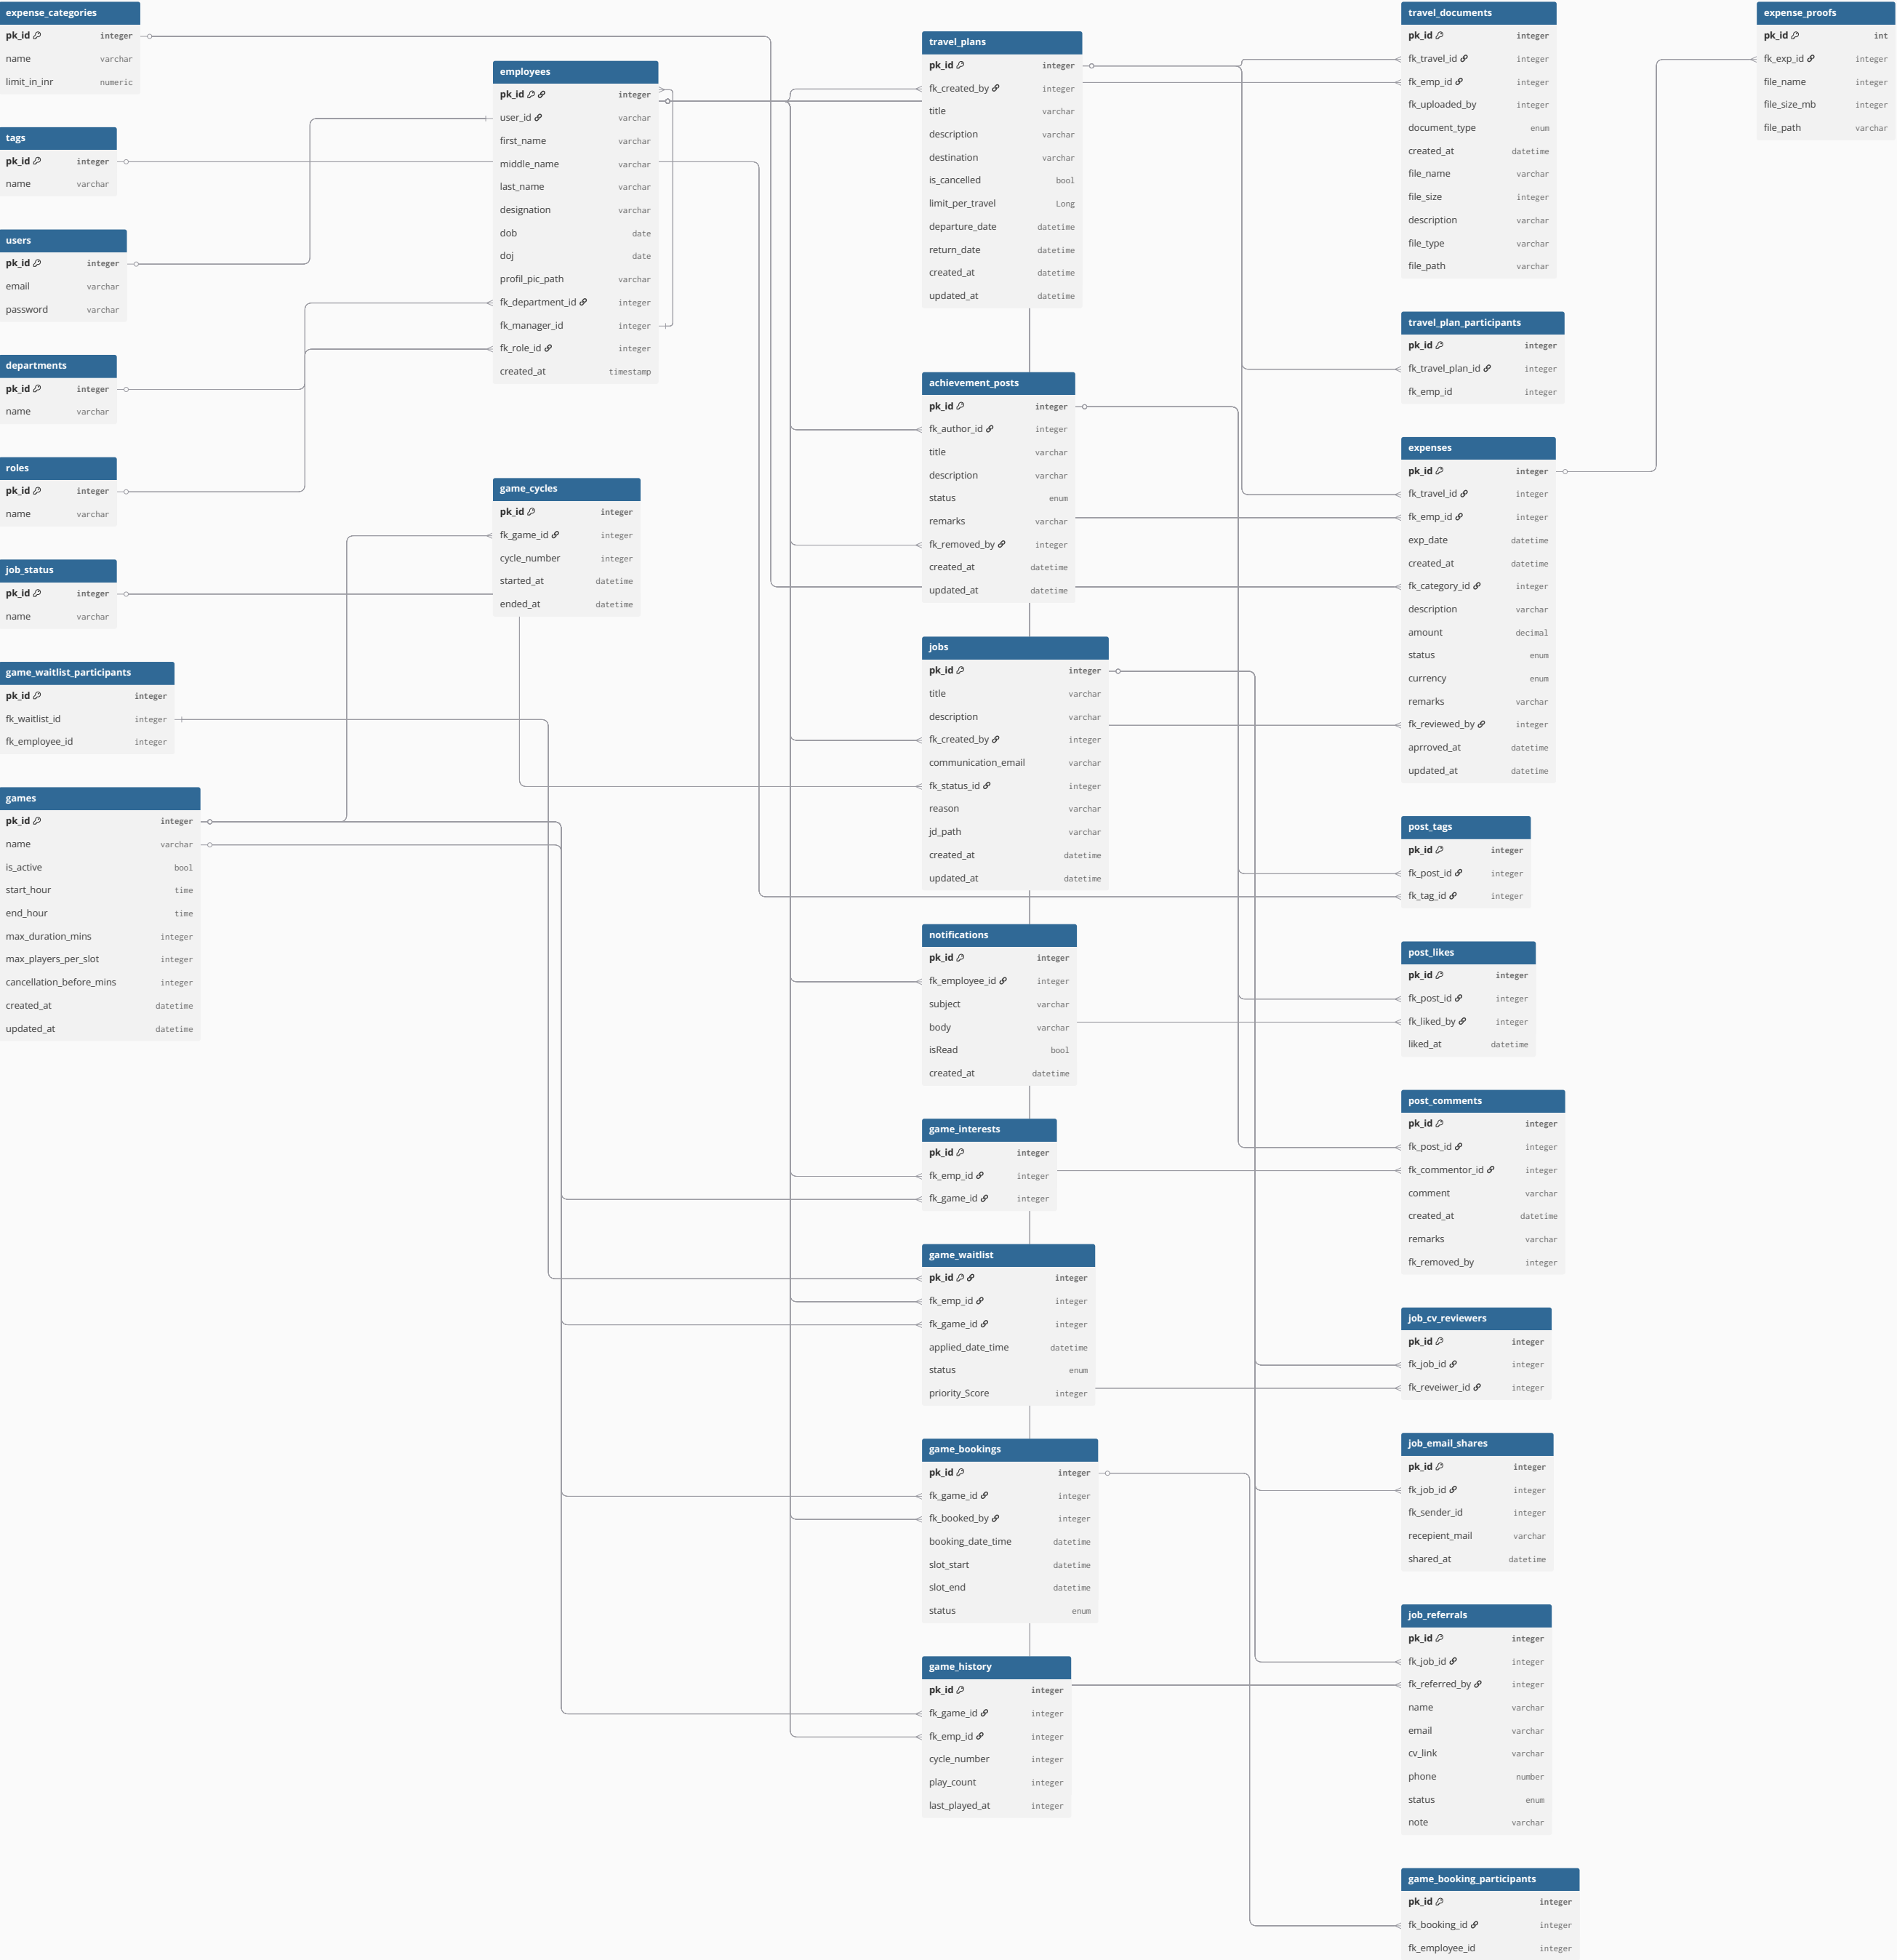 expense_categories
pk_id integer
name varchar
limit_in_inr numeric
tags
pk_id integer
name varchar
users
pk_id integer
email varchar
password varchar
departments
pk_id integer
name varchar
roles
pk_id integer
name varchar
job_status
pk_id integer
name varchar
game_waitlist_participants
pk_id integer
fk_waitlist_id integer
fk_employee_id integer
games
pk_id integer
name varchar
is_active bool
start_hour time
end_hour time
max_duration_mins integer
max_players_per_slot integer
cancellation_before_mins integer
created_at datetime
updated_at datetime
employees
pk_id integer
user_id varchar
first_name varchar
middle_name varchar
last_name varchar
designation varchar
dob date
doj date
profil_pic_path varchar
fk_department_id integer
fk_manager_id integer
fk_role_id integer
created_at timestamp
game_cycles
pk_id integer
fk_game_id integer
cycle_number integer
started_at datetime
ended_at datetime
travel_plans
pk_id integer
fk_created_by integer
title varchar
description varchar
destination varchar
is_cancelled bool
limit_per_travel Long
departure_date datetime
return_date datetime
created_at datetime
updated_at datetime
achievement_posts
pk_id integer
fk_author_id integer
title varchar
description varchar
status enum
remarks varchar
fk_removed_by integer
created_at datetime
updated_at datetime
jobs
pk_id integer
title varchar
description varchar
fk_created_by integer
communication_email varchar
fk_status_id integer
reason varchar
jd_path varchar
created_at datetime
updated_at datetime
notifications
pk_id integer
fk_employee_id integer
subject varchar
body varchar
isRead bool
created_at datetime
game_interests
pk_id integer
fk_emp_id integer
fk_game_id integer
game_waitlist
pk_id integer
fk_emp_id integer
fk_game_id integer
applied_date_time datetime
status enum
priority_Score integer
game_bookings
pk_id integer
fk_game_id integer
fk_booked_by integer
booking_date_time datetime
slot_start datetime
slot_end datetime
status enum
game_history
pk_id integer
fk_game_id integer
fk_emp_id integer
cycle_number integer
play_count integer
last_played_at integer
travel_documents
pk_id integer
fk_travel_id integer
fk_emp_id integer
fk_uploaded_by integer
document_type enum
created_at datetime
file_name varchar
file_size integer
description varchar
file_type varchar
file_path varchar
travel_plan_participants
pk_id integer
fk_travel_plan_id integer
fk_emp_id integer
expenses
pk_id integer
fk_travel_id integer
fk_emp_id integer
exp_date datetime
created_at datetime
fk_category_id integer
description varchar
amount decimal
status enum
currency enum
remarks varchar
fk_reviewed_by integer
aprroved_at datetime
updated_at datetime
post_tags
pk_id integer
fk_post_id integer
fk_tag_id integer
post_likes
pk_id integer
fk_post_id integer
fk_liked_by integer
liked_at datetime
post_comments
pk_id integer
fk_post_id integer
fk_commentor_id integer
comment varchar
created_at datetime
remarks varchar
fk_removed_by integer
job_cv_reviewers
pk_id integer
fk_job_id integer
fk_reveiwer_id integer
job_email_shares
pk_id integer
fk_job_id integer
fk_sender_id integer
recepient_mail varchar
shared_at datetime
job_referrals
pk_id integer
fk_job_id integer
fk_referred_by integer
name varchar
email varchar
cv_link varchar
phone number
status enum
note varchar
game_booking_participants
pk_id integer
fk_booking_id integer
fk_employee_id integer
expense_proofs
pk_id int
fk_exp_id integer
file_name integer
file_size_mb integer
file_path varchar